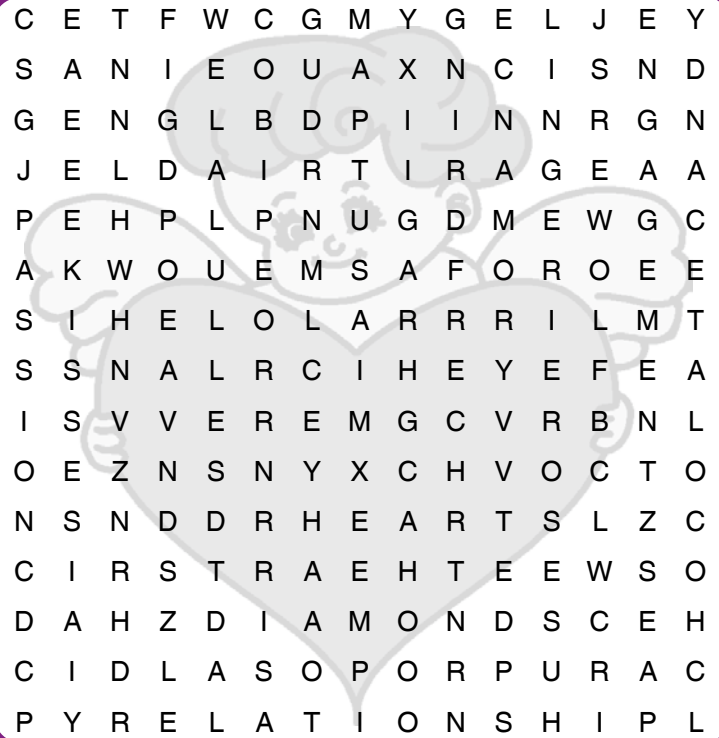 C E T F W C G M Y G E L J E Y
S A N I E O U A X N C I S N D
G E N G L B D P I I N N R G N
J E L D A I R T I R A G E A A
P E H P L P N U G D M E W G C
A K W O U E M S A F O R O E E
S I H E L O L A R R R I L M T
S S N A L R C I H E Y E F E A
I S V V E R E M G C V R B N L
O E Z N S N Y X C H V O C T O
N S N D D R H E A R T S L Z C
C I R S T R A E H T E E W S O
D A H Z D I A M O N D S C E H
C I D L A S O P O R P U R A C
P Y R E L A T I O N S H I P L